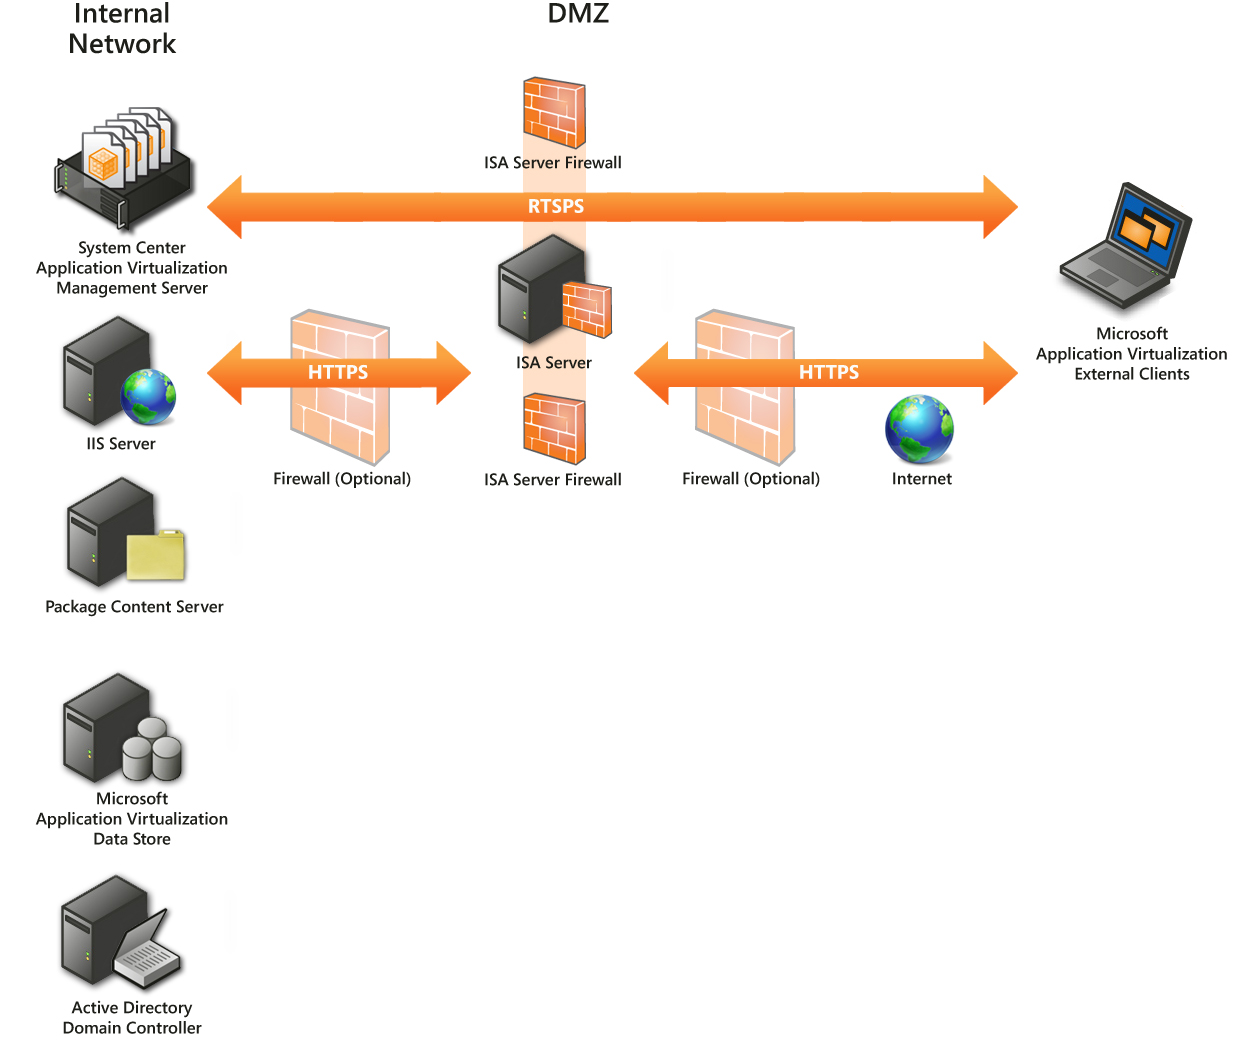 Internal
Network
DMZ
ISA Server Firewall
RTSPS
System Center
Application Virtualization
Management Server
ISA Server
Microsoft
Application Virtualization
External Clients
HTTPS
HTTPS
IIS Server
Firewall (Optional)
ISA Server Firewall
Firewall (Optional)
Internet
Package Content Server
Microsoft
Application Virtualization
Data Store
Active Directory
Domain Controller